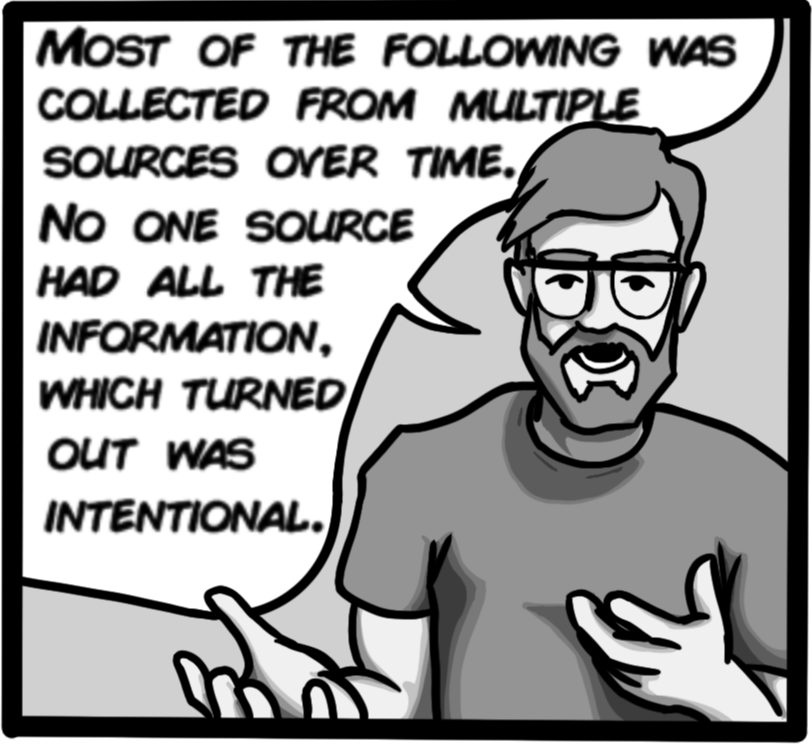 MOST OF THE FOLLOWING WAS
COLLECTED FROM MULTIPLE
SOURCES OVER TIME.
NO ONE SOURCE
HAD ALL THE
INFORMATION,
WHICH TURNED
OUT WAS
INTENTIONAL.